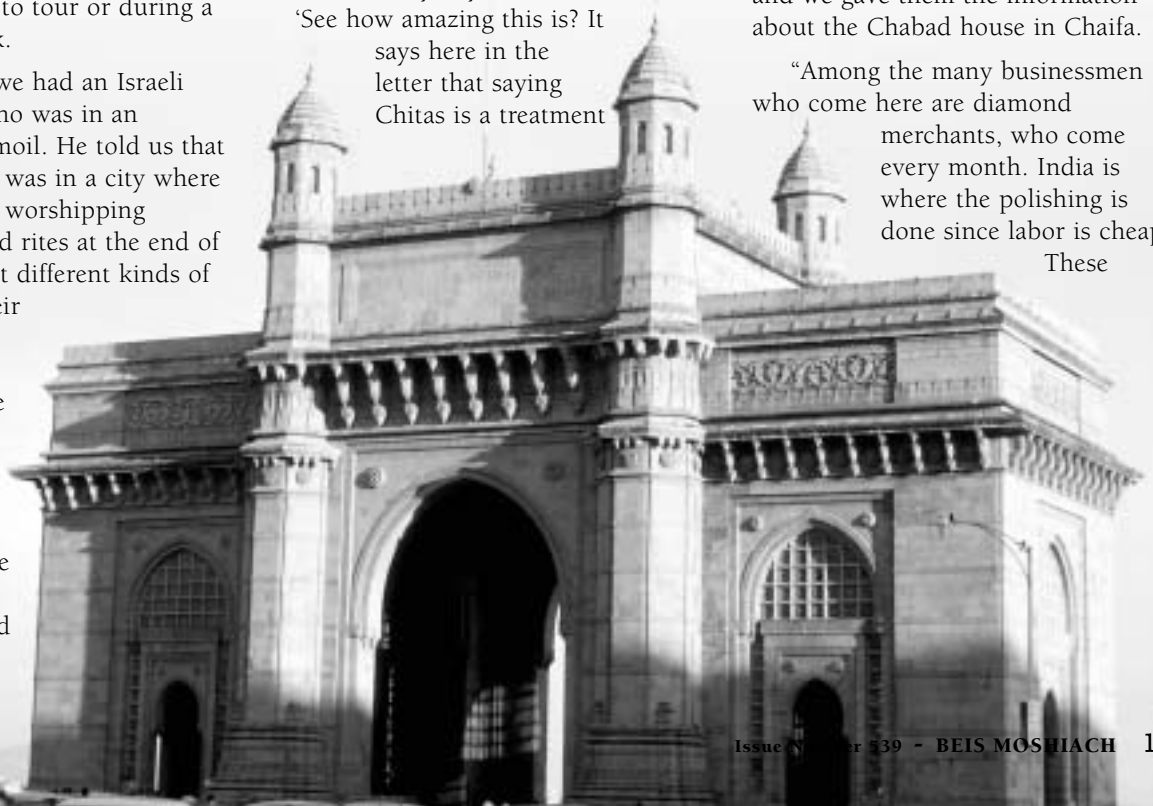 to tour or during a
k.
we had an Israeli
ho was in an
moil. He told us that
was in a city where
worshipping
d rites at the end of
t different kinds of
eir
e
e
d
‘See how amazing this is? It
says here in the
letter that saying
Chitas is a treatment
and we gave them the information
about the Chabad house in Chaifa.
“Among the many businessmen
who come here are diamond
merchants, who come
every month. India is
where the polishing is
done since labor is cheap
These
Issue Number 539 - BEIS MOSHIACH 1